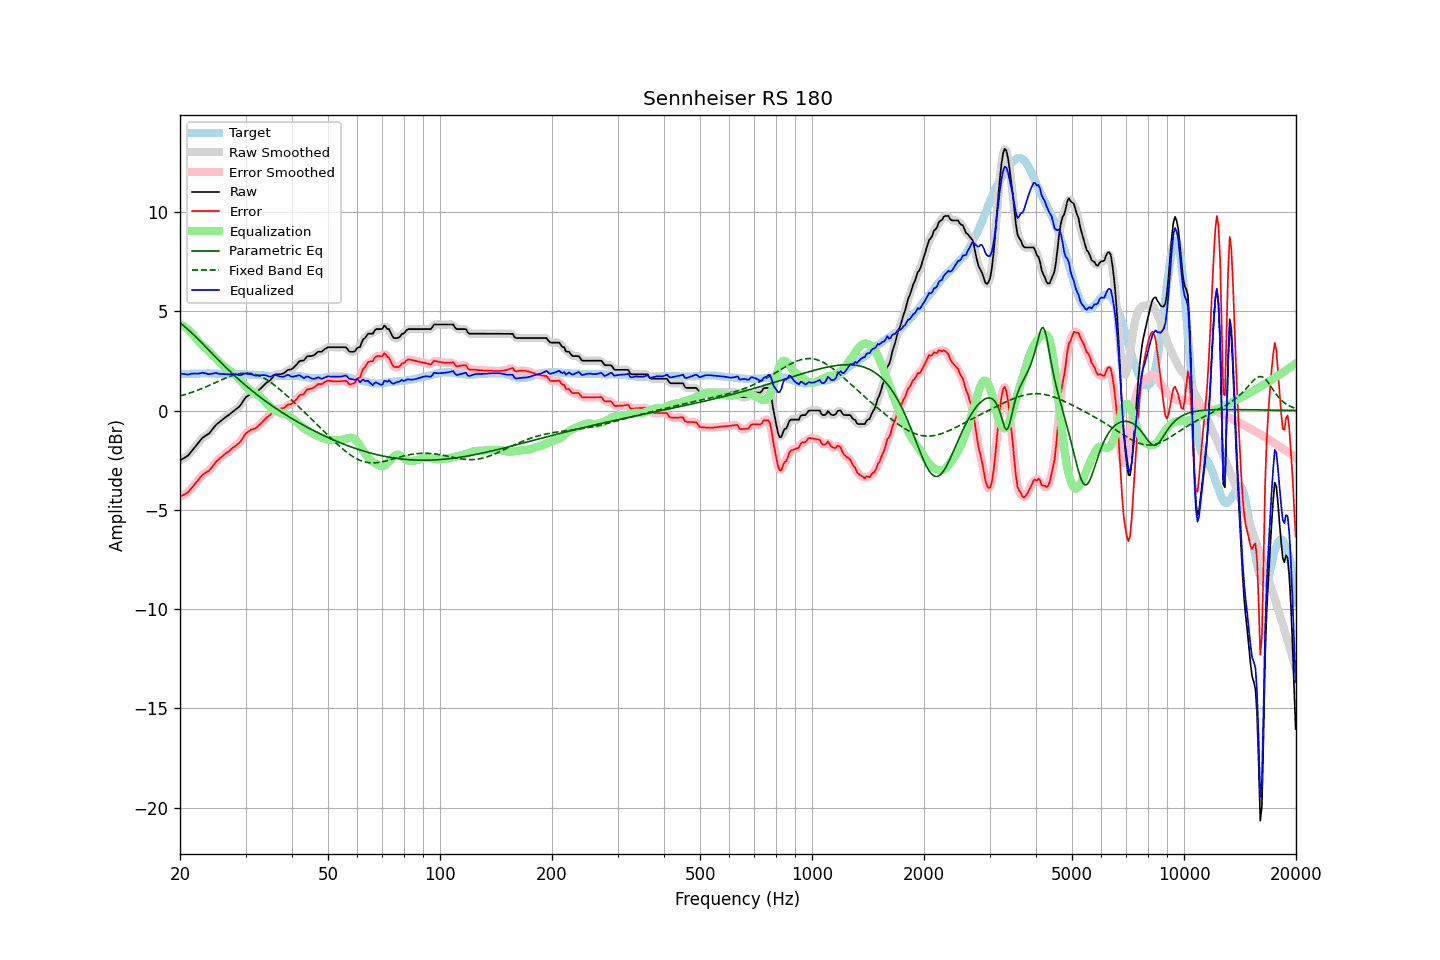 Sennheiser RS 180
Target
Raw Smoothed
Error Smoothed
Raw
Error
Equalization
Parametric Eq
Fixed Band Eq
Equalized
10
5
0
−5
−10
−15
−20
Amplitude (dBr)
20 50 100 200 500 1000 2000 5000 10000 20000
Frequency (Hz)